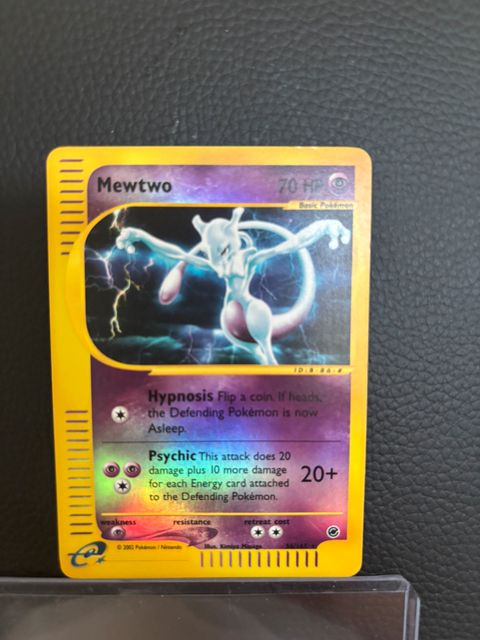 Mewtwo 70 HP
Basic Pokémon
Hypnosis Flip a coin. If heads,
the Defending Pokémon is now
Asleep.
Psychic This attack does 20
damage plus 10 more damage
for each Energy card attached
to the Defending Pokémon.
20+
weakness resistance retreat cost
© 2002 Pokémon / Nintendo Illus.